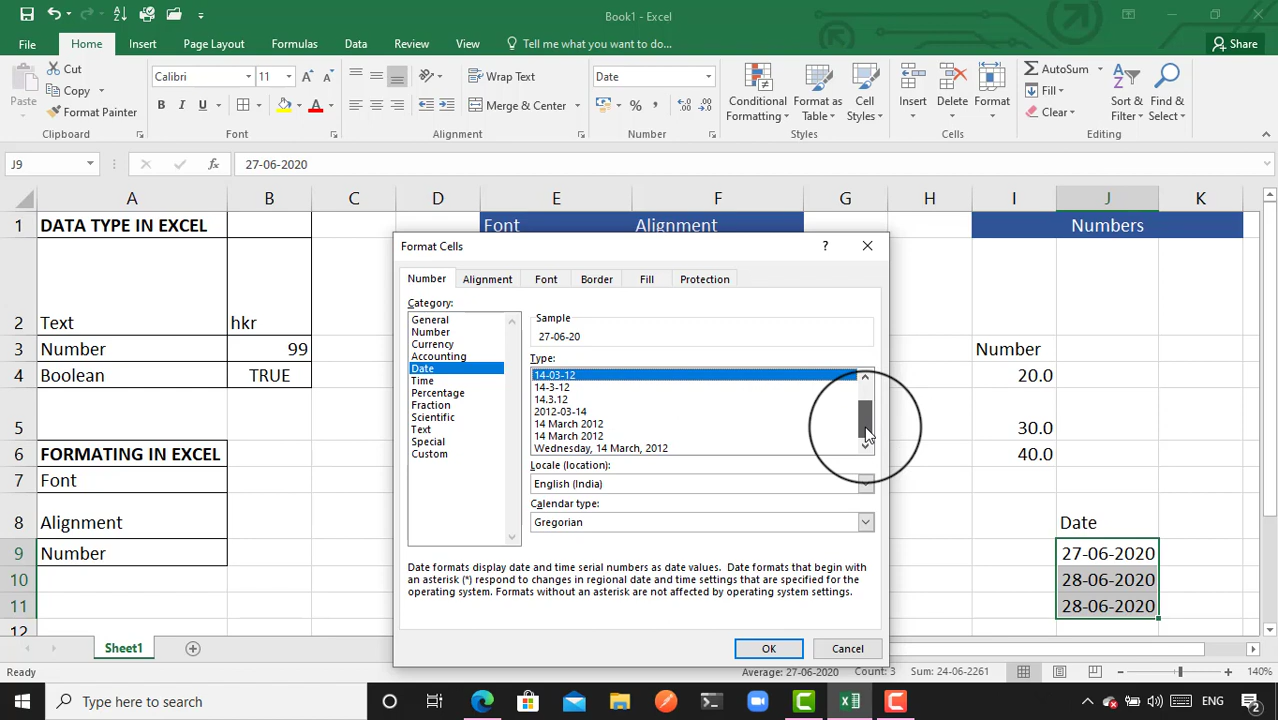 Book1 - Excel
File Home Insert Page Layout Formulas Data Review View Tell me what you want to do... Share
Paste
Cut
Copy
Format Painter
Calibri 11
B I U
Wrap Text
Merge & Center
Date
Conditional Formatting
Format as Table
Cell Styles
Insert
Delete
Format
AutoSum
Fill
Clear
Sort & Filter
Find & Select
Clipboard Font Alignment Number Styles Cells Editing
J9 fx 27-06-2020
A B C D E F G H I J K
1 DATA TYPE IN EXCEL Font Alignment Numbers
2 Text hkr
3 Number 99 Number
4 Boolean TRUE 20.0
5 30.0
6 FORMATING IN EXCEL 40.0
7 Font
8 Alignment Date
9 Number 27-06-2020
10 28-06-2020
11 28-06-2020
12
Format Cells ?
Number Alignment Font Border Fill Protection
Category:
General
Number
Currency
Accounting
Date
Time
Percentage
Fraction
Scientific
Text
Special
Custom
Sample
27-06-20
Type:
14-03-12
14-3-12
14.3.12
2012-03-14
14 March 2012
14 March 2012
Wednesday, 14 March, 2012
Locale (location):
English (India)
Calendar type:
Gregorian
Date formats display date and time serial numbers as date values. Date formats that begin with
an asterisk (*) respond to changes in regional date and time settings that are specified for the
operating system. Formats without an asterisk are not affected by operating system settings.
OK Cancel
Sheet1
Ready Average: 27-06-2020 Count: 3 Sum: 24-06-2261 140%
Type here to search ENG 2